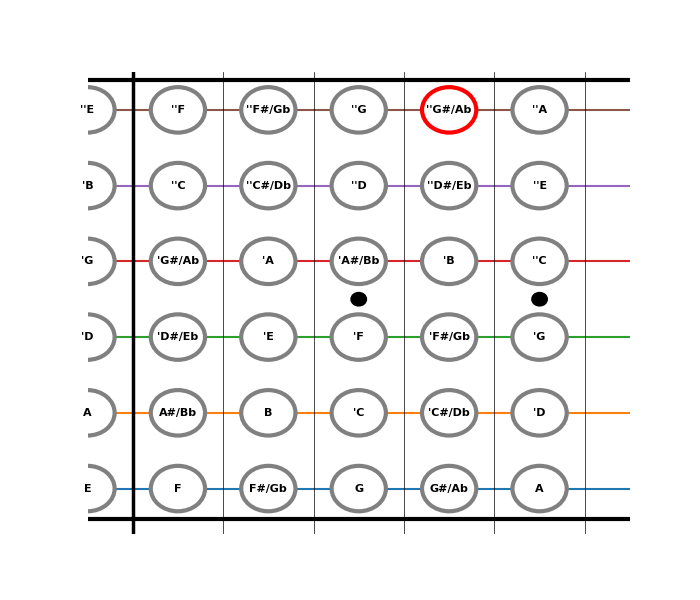 ''E ''F ''F#/Gb ''G ''G#/Ab ''A
'B ''C ''C#/Db ''D ''D#/Eb ''E
'G 'G#/Ab 'A 'A#/Bb 'B ''C
'D 'D#/Eb 'E 'F 'F#/Gb 'G
A A#/Bb B 'C 'C#/Db 'D
E F F#/Gb G G#/Ab A